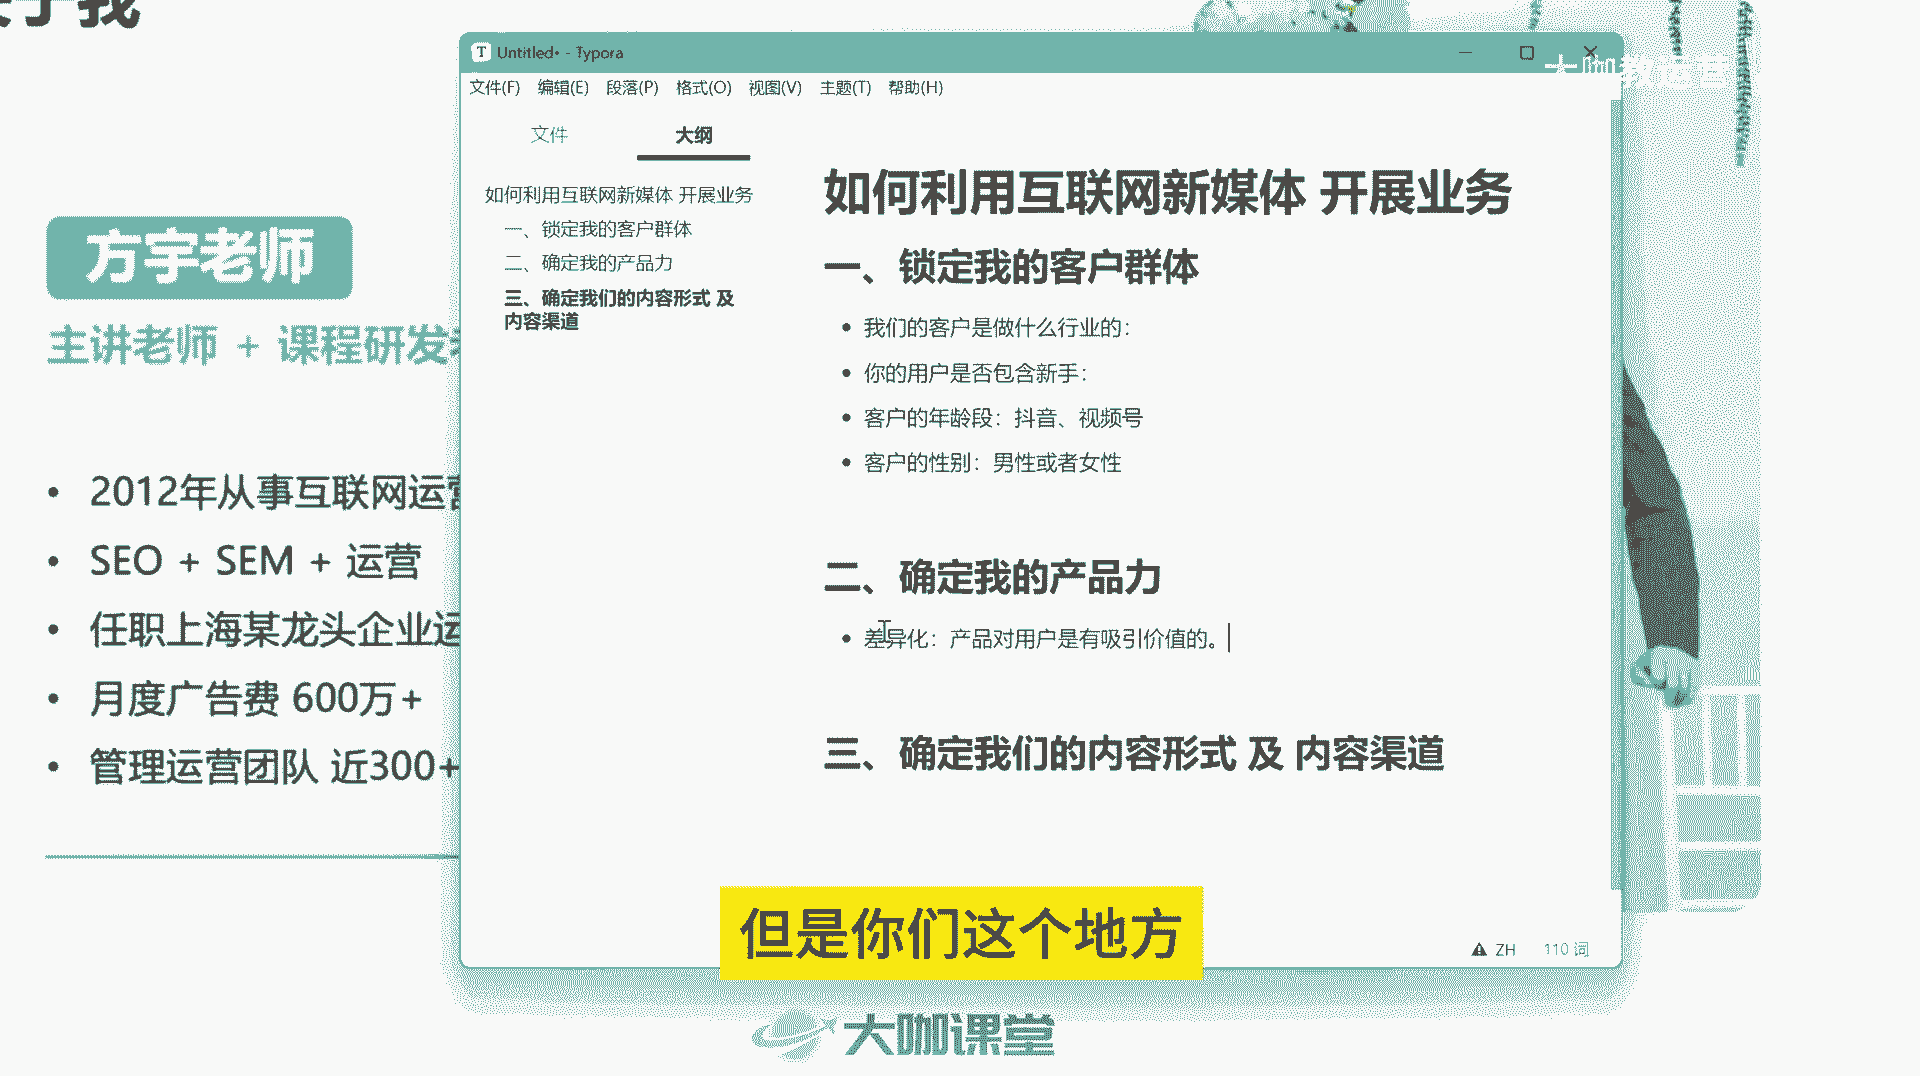 Untitled• - Typora
大咖教运营
文件(F) 编辑(E) 段落(P) 格式(O) 视图(V) 主题(T) 帮助(H)
文件 大纲
如何利用互联网新媒体 开展业务
一、锁定我的客户群体
二、确定我的产品力
三、确定我们的内容形式 及
内容渠道
如何利用互联网新媒体 开展业务
一、锁定我的客户群体
我们的客户是做什么行业的：
你的用户是否包含新手：
客户的年龄段：抖音、视频号
客户的性别：男性或者女性
二、确定我的产品力
差异化：产品对用户是有吸引价值的。
三、确定我们的内容形式 及 内容渠道
ZH 110 词
方宇老师
主讲老师 + 课程研发
2012年从事互联网运营
SEO + SEM + 运营
任职上海某龙头企业运
月度广告费 600万+
管理运营团队 近300+
但是你们这个地方
大咖课堂